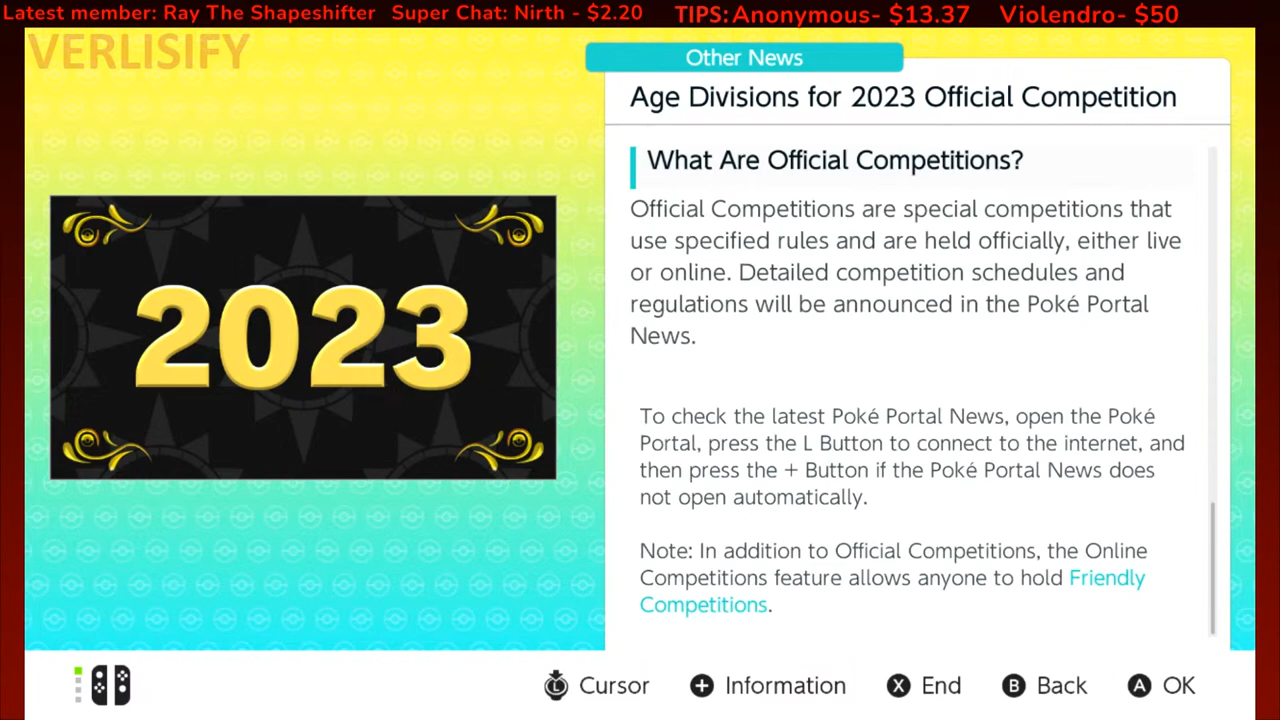 Latest member: Ray The Shapeshifter Super Chat: Nirth - $2.20 TIPS: Anonymous- $13.37 Violendro- $50
VERLISIFY
Other News
Age Divisions for 2023 Official Competition
What Are Official Competitions?
Official Competitions are special competitions that
use specified rules and are held officially, either live
or online. Detailed competition schedules and
regulations will be announced in the Poké Portal
News.
2023
To check the latest Poké Portal News, open the Poké
Portal, press the L Button to connect to the internet, and
then press the + Button if the Poké Portal News does
not open automatically.
Note: In addition to Official Competitions, the Online
Competitions feature allows anyone to hold Friendly
Competitions.
L Cursor + Information X End B Back A OK